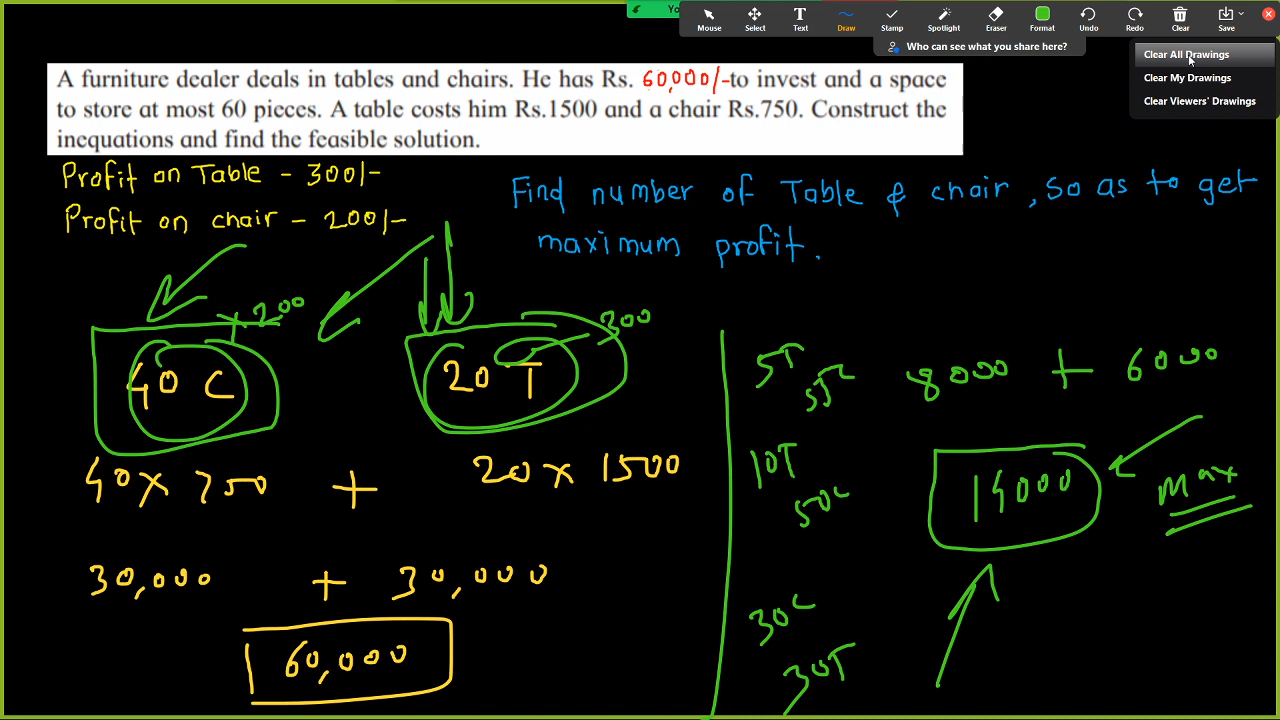 Yo
Mouse Select Text Draw Stamp Spotlight Eraser Format Undo Redo Clear Save
Who can see what you share here?
Clear All Drawings
Clear My Drawings
Clear Viewers' Drawings
A furniture dealer deals in tables and chairs. He has Rs. 60,000/- to invest and a space
to store at most 60 pieces. A table costs him Rs.1500 and a chair Rs.750. Construct the
inequations and find the feasible solution.
Profit on Table - 300/-
Profit on chair - 200/-
Find number of Table & chair, so as to get
maximum profit.
x 200
300
40 C
20 T
40 x 750 + 20 x 1500
30,000 + 30,000
60,000
5T
55C
8000 + 6000
10T
50C
14000
Max
30C
30T